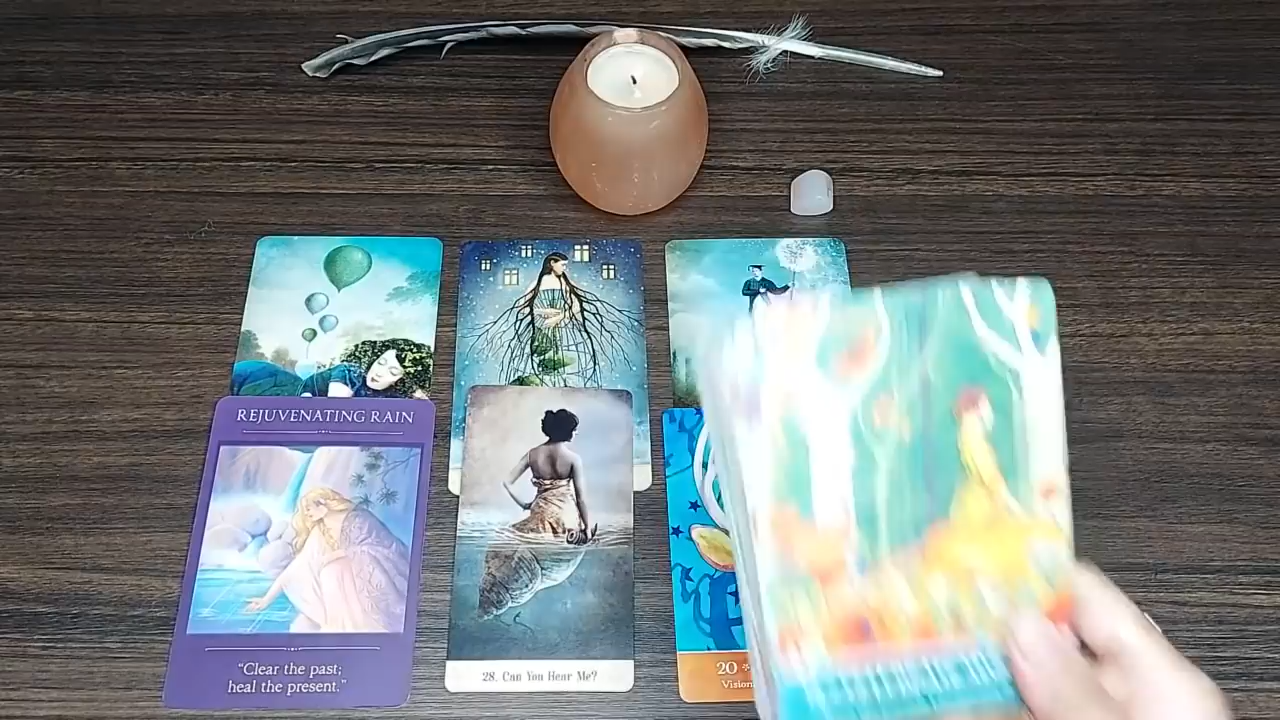 REJUVENATING RAIN
"Clear the past;
heal the present."
28. Can You Hear Me?
20